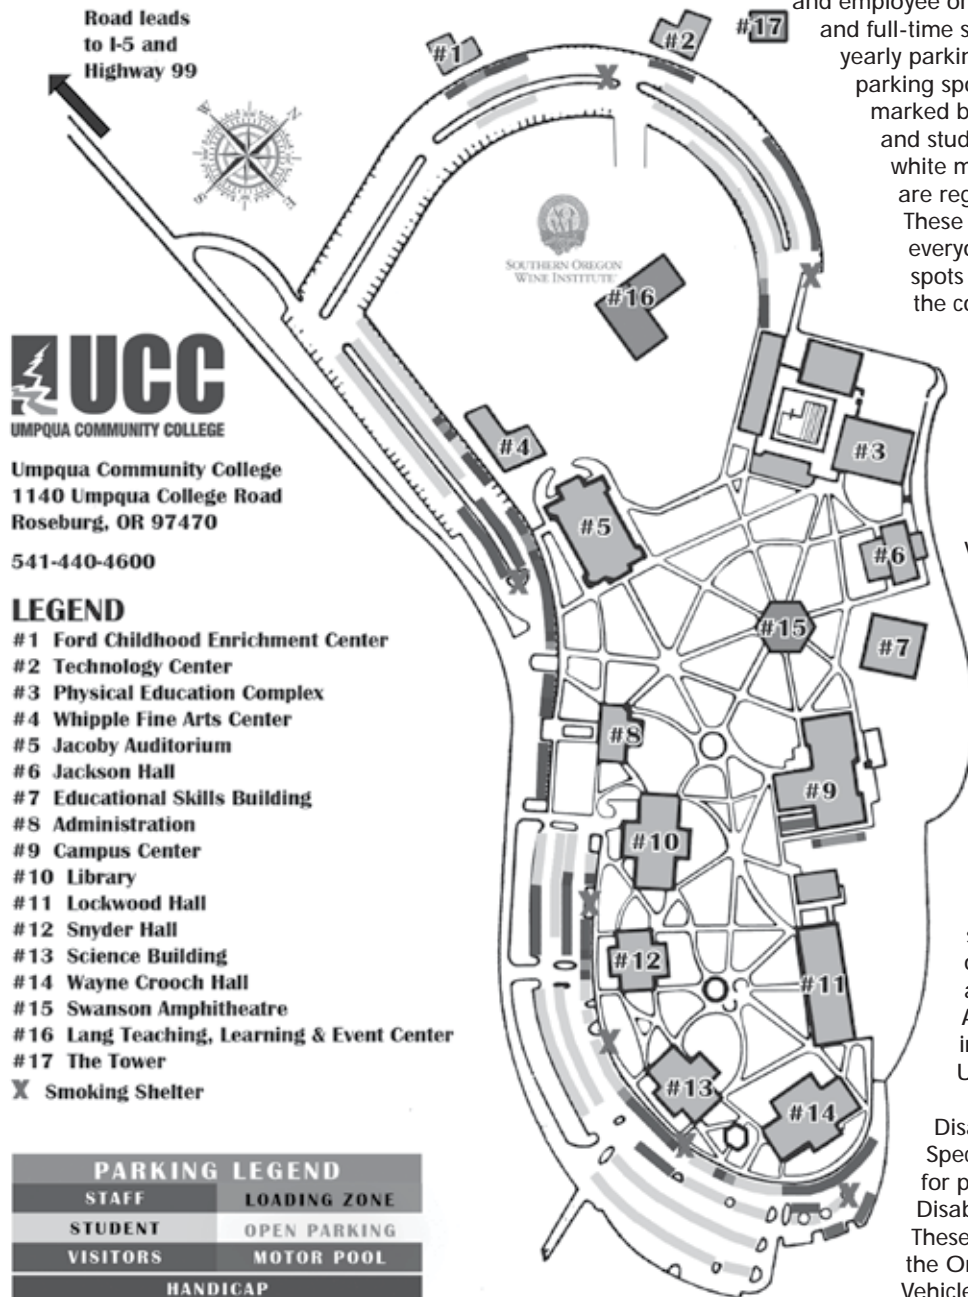 Road leads
to I-5 and
Highway 99
#1
#2
#17
and employee or
and full-time s
yearly parkin
parking spo
marked b
and stud
white m
are reg
These
everyo
spots
the co
N
W
E
S
SOUTHERN OREGON
WINE INSTITUTE
#16
UCC
UMPQUA COMMUNITY COLLEGE
Umpqua Community College
1140 Umpqua College Road
Roseburg, OR 97470
541-440-4600
#4
#3
#5
#6
#15
#7
#8
#9
#10
#12
#11
#13
#14
LEGEND
#1 Ford Childhood Enrichment Center
#2 Technology Center
#3 Physical Education Complex
#4 Whipple Fine Arts Center
#5 Jacoby Auditorium
#6 Jackson Hall
#7 Educational Skills Building
#8 Administration
#9 Campus Center
#10 Library
#11 Lockwood Hall
#12 Snyder Hall
#13 Science Building
#14 Wayne Crooch Hall
#15 Swanson Amphitheatre
#16 Lang Teaching, Learning & Event Center
#17 The Tower
X Smoking Shelter
PARKING LEGEND
STAFF LOADING ZONE
STUDENT OPEN PARKING
VISITORS MOTOR POOL
HANDICAP
in
U
Disa
Spec
for p
Disab
These
the Or
Vehicle